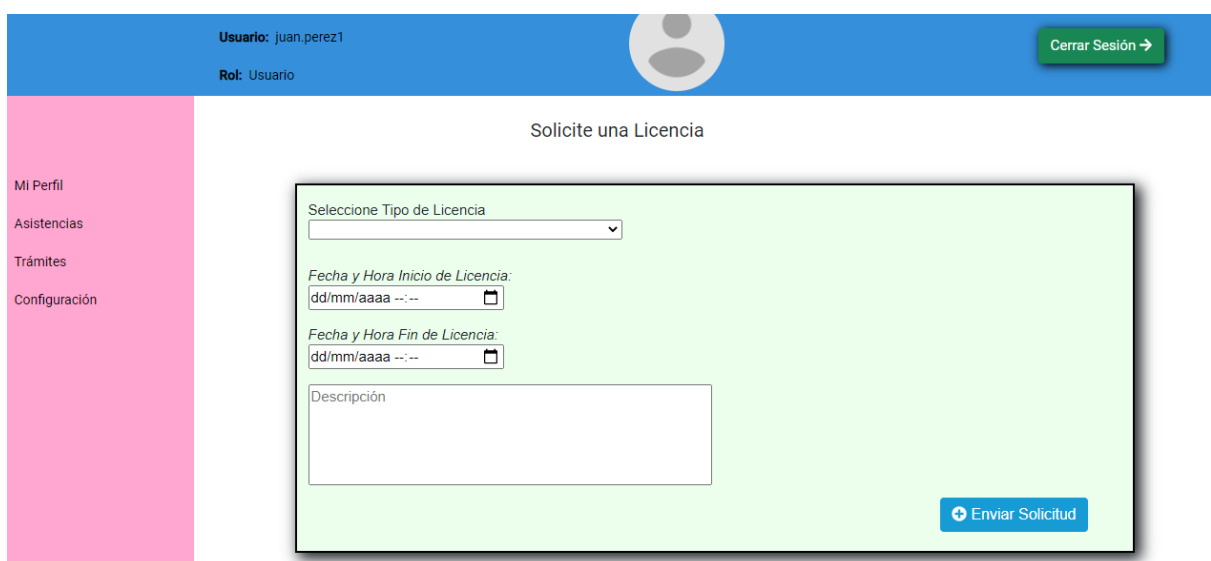 Usuario: juan.perez1
Rol: Usuario
Cerrar Sesión
Mi Perfil
Asistencias
Trámites
Configuración
Solicite una Licencia
Seleccione Tipo de Licencia
Fecha y Hora Inicio de Licencia:
dd/mm/aaaa --:--
Fecha y Hora Fin de Licencia:
dd/mm/aaaa --:--
Descripción
Enviar Solicitud